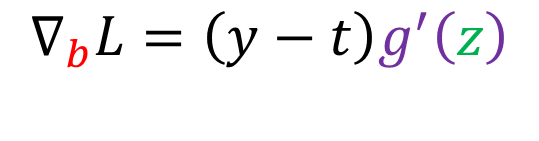 ∇_b L = (y − t)g′(z)